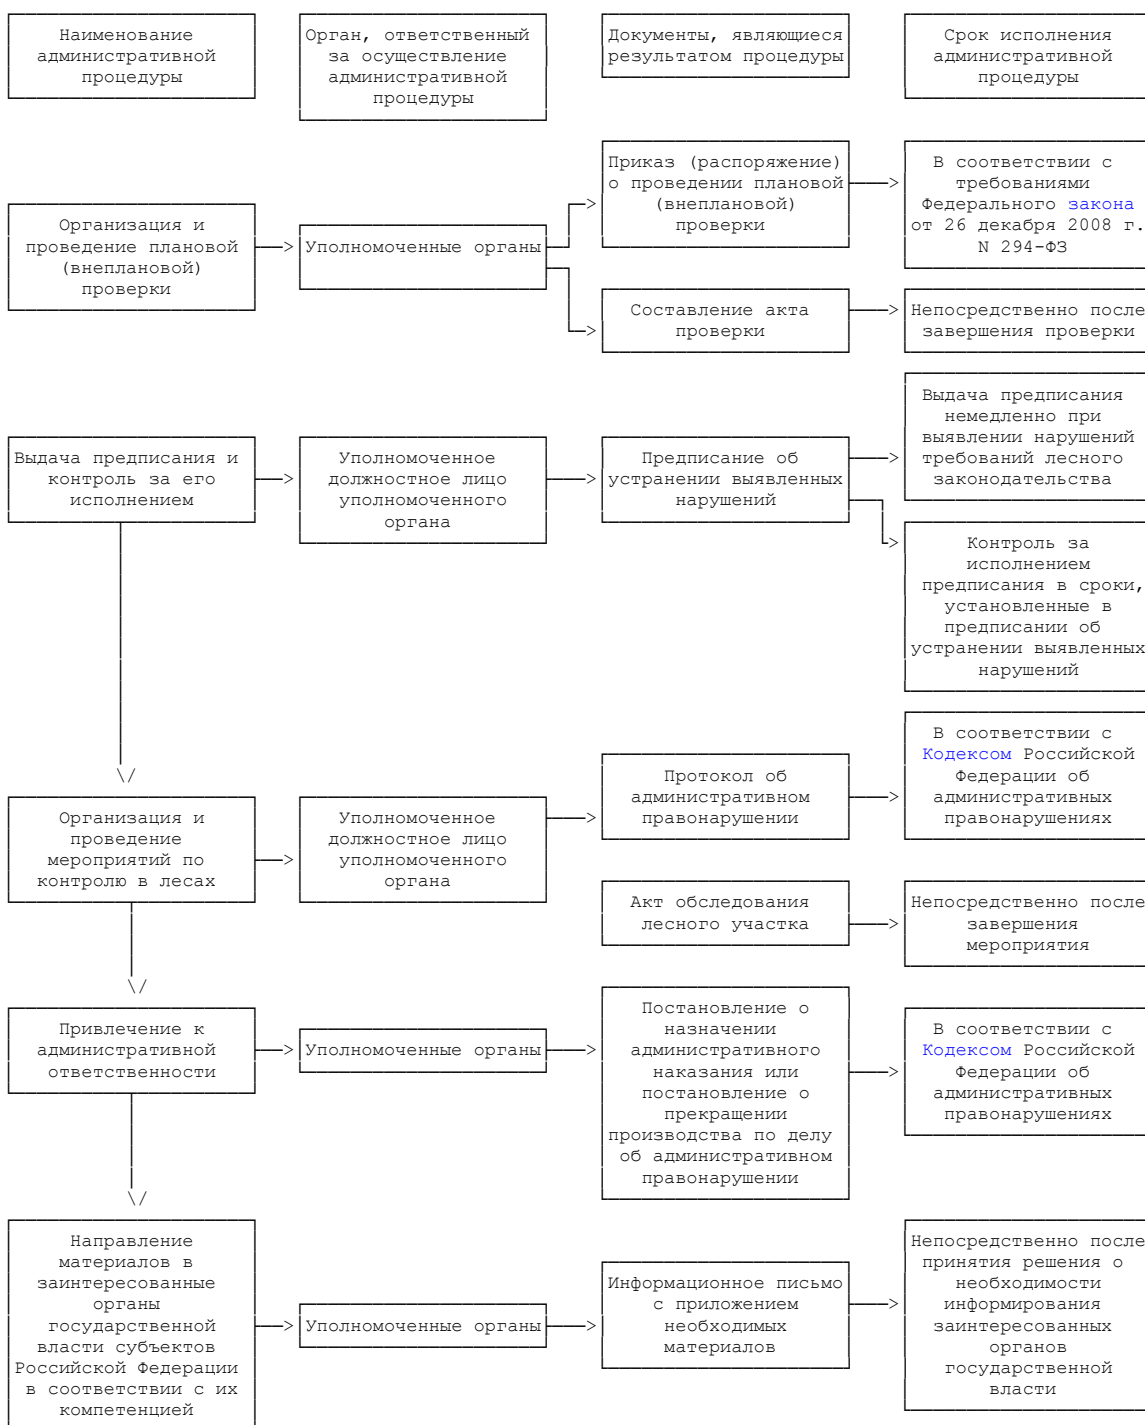 Наименование
административной
процедуры
Орган, ответственный
за осуществление
административной
процедуры
Документы, являющиеся
результатом процедуры
Срок исполнения
административной
процедуры
Организация и
проведение плановой
(внеплановой)
проверки
Уполномоченные органы
Приказ (распоряжение)
о проведении плановой
(внеплановой)
проверки
В соответствии с
требованиями
Федерального закона
от 26 декабря 2008 г.
N 294-ФЗ
Составление акта
проверки
Непосредственно после
завершения проверки
Выдача предписания и
контроль за его
исполнением
Уполномоченное
должностное лицо
уполномоченного
органа
Предписание об
устранении выявленных
нарушений
Выдача предписания
немедленно при
выявлении нарушений
требований лесного
законодательства
Контроль за
исполнением
предписания в сроки,
установленные в
предписании об
устранении выявленных
нарушений
Организация и
проведение
мероприятий по
контролю в лесах
Уполномоченное
должностное лицо
уполномоченного
органа
Протокол об
административном
правонарушении
В соответствии с
Кодексом Российской
Федерации об
административных
правонарушениях
Акт обследования
лесного участка
Непосредственно после
завершения
мероприятия
Привлечение к
административной
ответственности
Уполномоченные органы
Постановление о
назначении
административного
наказания или
постановление о
прекращении
производства по делу
об административном
правонарушении
В соответствии с
Кодексом Российской
Федерации об
административных
правонарушениях
Направление
материалов в
заинтересованные
органы
государственной
власти субъектов
Российской Федерации
в соответствии с их
компетенцией
Уполномоченные органы
Информационное письмо
с приложением
необходимых
материалов
Непосредственно после
принятия решения о
необходимости
информирования
заинтересованных
органов
государственной
власти